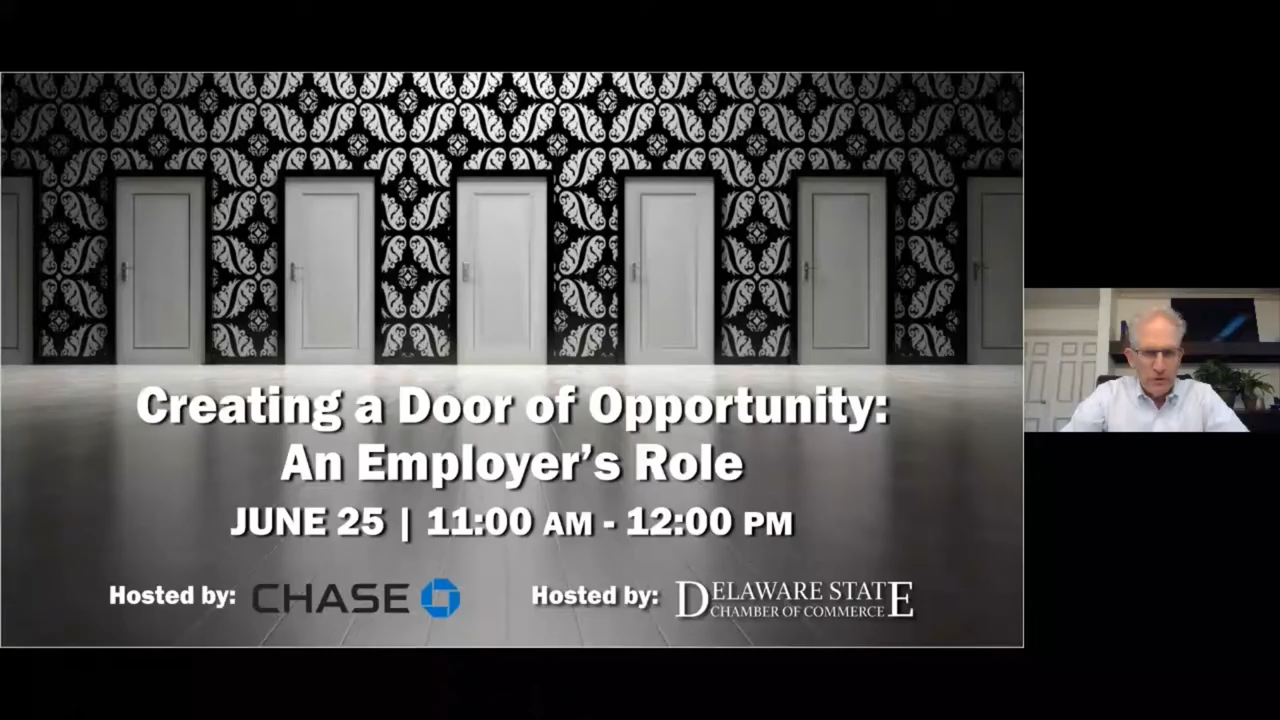 Creating a Door of Opportunity:
An Employer's Role
JUNE 25 | 11:00 AM - 12:00 PM
Hosted by: CHASE
Hosted by: DELAWARE STATE
CHAMBER OF COMMERCE